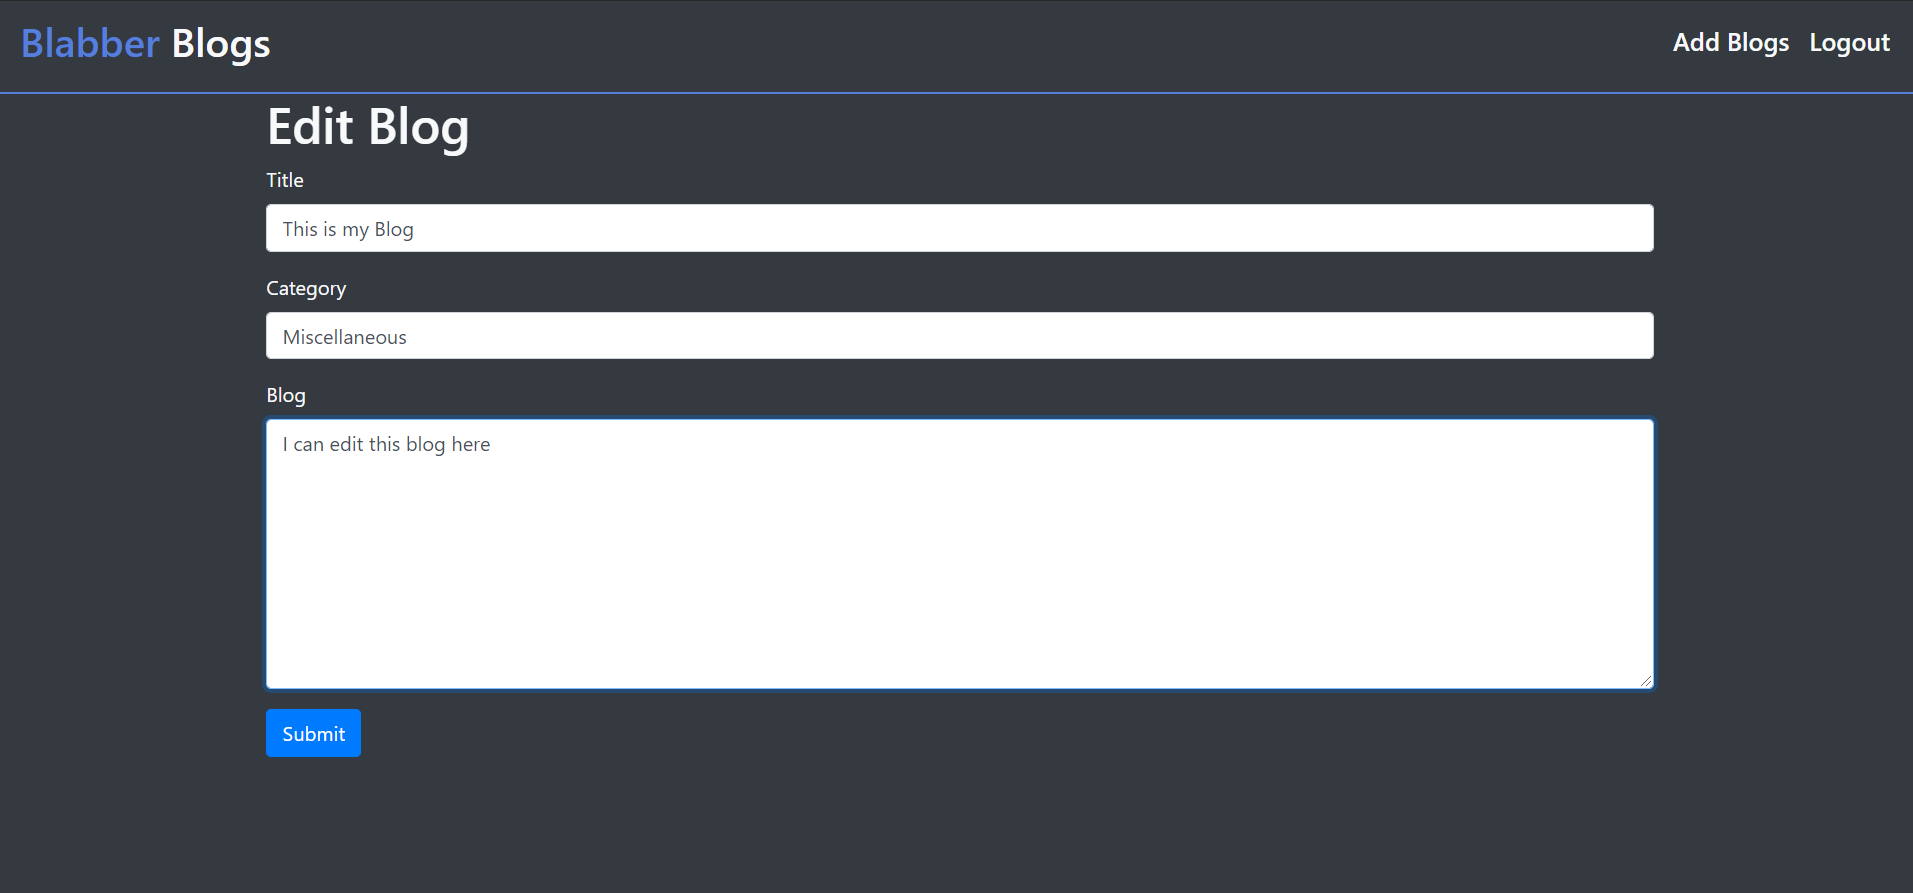 Blabber Blogs
Add Blogs Logout
Edit Blog
Title
This is my Blog
Category
Miscellaneous
Blog
I can edit this blog here
Submit